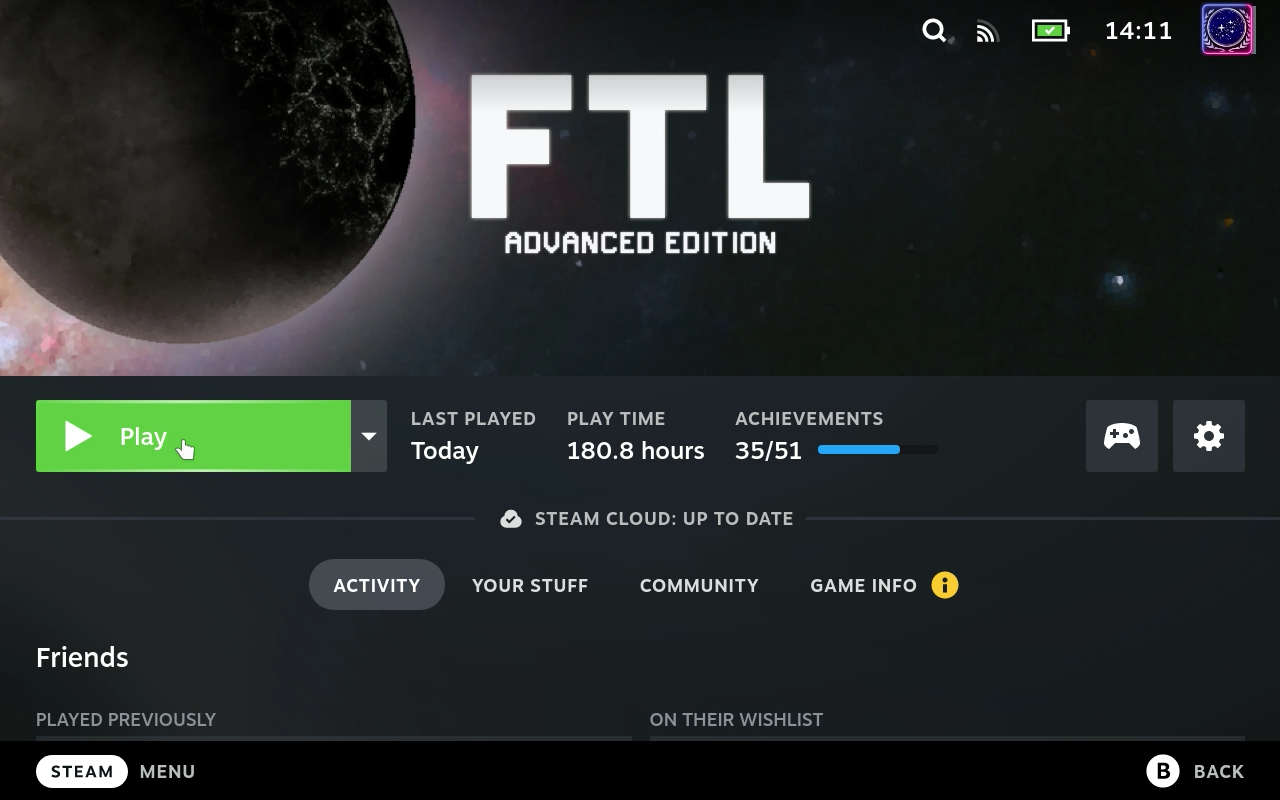 14:11
FTL
ADVANCED EDITION
Play
LAST PLAYED
Today
PLAY TIME
180.8 hours
ACHIEVEMENTS
35/51
STEAM CLOUD: UP TO DATE
ACTIVITY YOUR STUFF COMMUNITY GAME INFO
Friends
PLAYED PREVIOUSLY ON THEIR WISHLIST
STEAM MENU B BACK